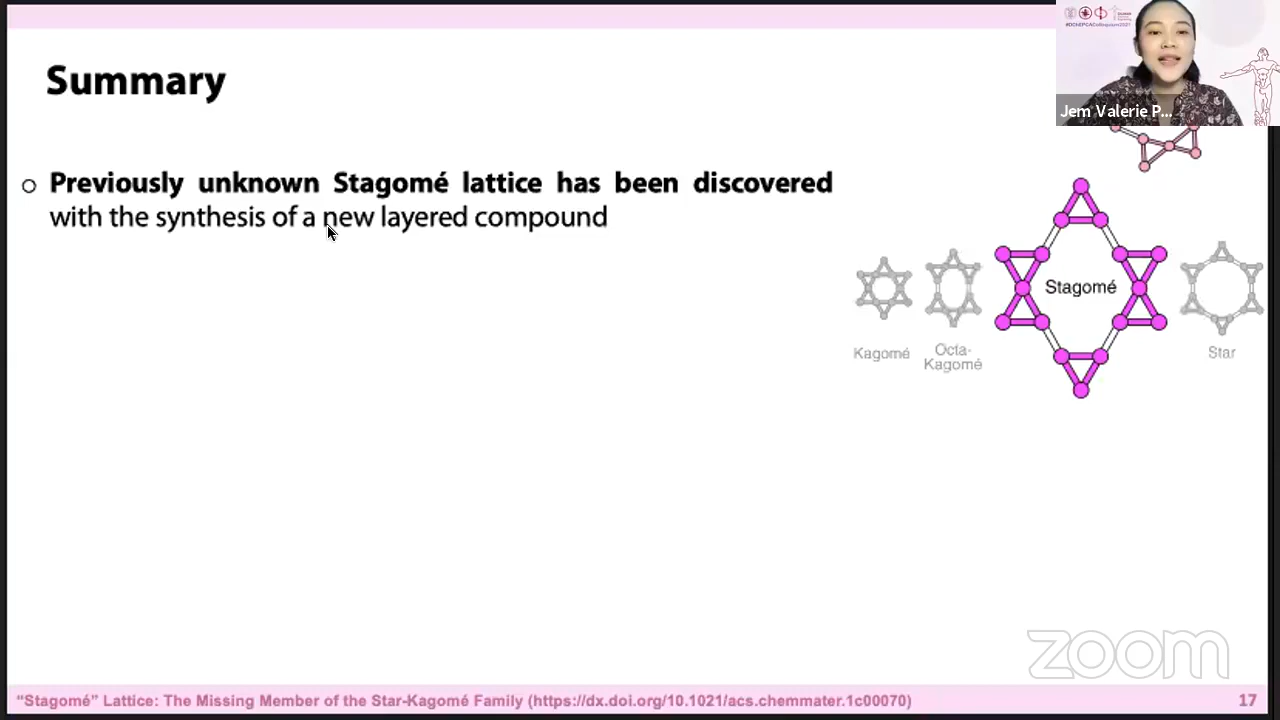 #DChEPCAColloquium2021
Jem Valerie P...
Summary
Previously unknown Stagomé lattice has been discovered
with the synthesis of a new layered compound
Stagomé
Kagomé
Octa-
Kagomé
Star
zoom
“Stagomé” Lattice: The Missing Member of the Star-Kagomé Family (https://dx.doi.org/10.1021/acs.chemmater.1c00070)
17